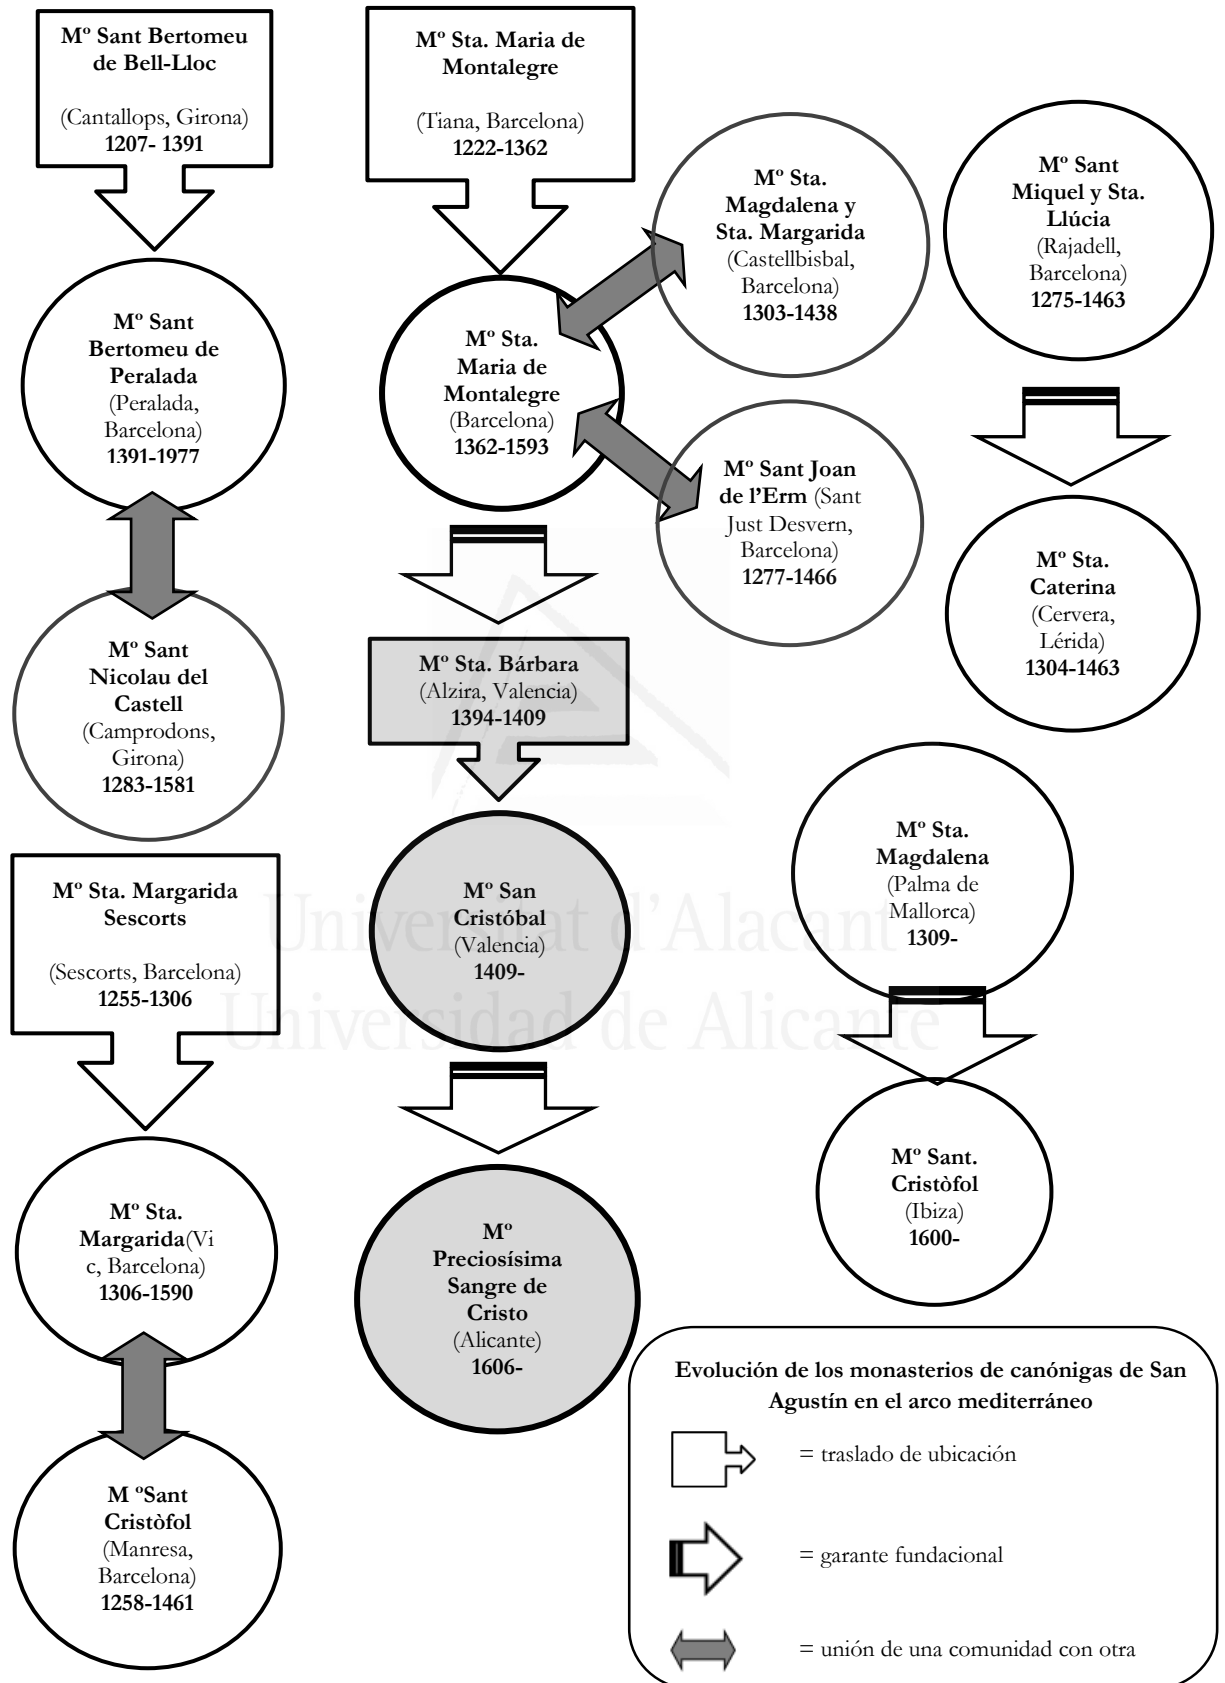 Mº Sant Bertomeu
de Bell-Lloc
(Cantallops, Girona)
1207- 1391
Mº Sant
Bertomeu de
Peralada
(Peralada,
Barcelona)
1391-1977
Mº Sant
Nicolau del
Castell
(Camprodons,
Girona)
1283-1581
Mº Sta. Margarida
Sescorts
(Sescorts, Barcelona)
1255-1306
Mº Sta.
Margarida(Vi
c, Barcelona)
1306-1590
M ºSant
Cristòfol
(Manresa,
Barcelona)
1258-1461
Mº Sta. Maria de
Montalegre
(Tiana, Barcelona)
1222-1362
Mº Sta.
Maria de
Montalegre
(Barcelona)
1362-1593
Mº Sta.
Magdalena y
Sta. Margarida
(Castellbisbal,
Barcelona)
1303-1438
Mº Sant Joan
de l’Erm (Sant
Just Desvern,
Barcelona)
1277-1466
Mº Sta. Bárbara
(Alzira, Valencia)
1394-1409
Mº San
Cristóbal
(Valencia)
1409-
Mº
Preciosísima
Sangre de
Cristo
(Alicante)
1606-
Mº Sant
Miquel y Sta.
Llúcia
(Rajadell,
Barcelona)
1275-1463
Mº Sta.
Caterina
(Cervera,
Lérida)
1304-1463
Mº Sta.
Magdalena
(Palma de
Mallorca)
1309-
Mº Sant.
Cristòfol
(Ibiza)
1600-
Universitat d’Alacant
Universidad de Alicante
Evolución de los monasterios de canónigas de San
Agustín en el arco mediterráneo
= traslado de ubicación
= garante fundacional
= unión de una comunidad con otra